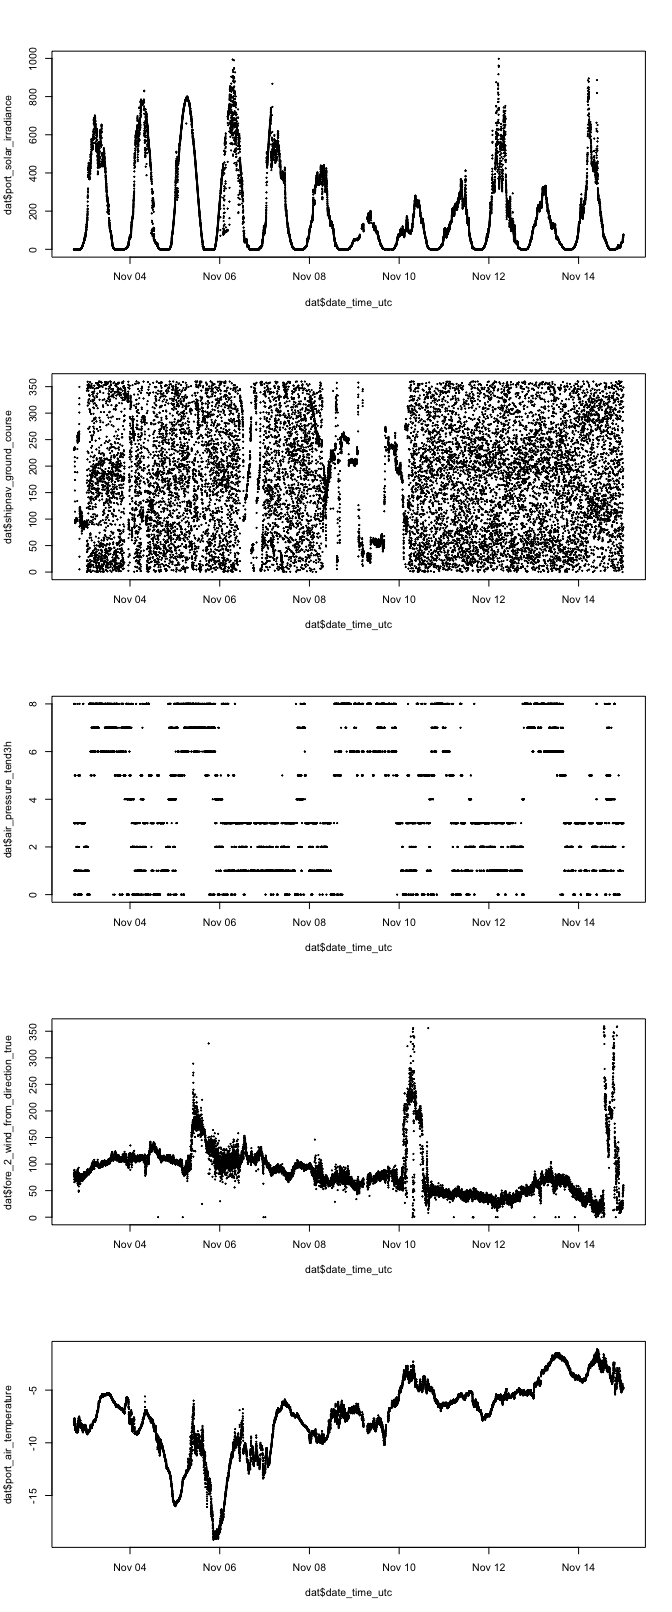 dat$port_solar_irradiance
0 200 400 600 800 1000
Nov 04 Nov 06 Nov 08 Nov 10 Nov 12 Nov 14
dat$date_time_utc
dat$shipnav_ground_course
0 50 100 150 200 250 300 350
Nov 04 Nov 06 Nov 08 Nov 10 Nov 12 Nov 14
dat$date_time_utc
dat$air_pressure_tend3h
0 2 4 6 8
Nov 04 Nov 06 Nov 08 Nov 10 Nov 12 Nov 14
dat$date_time_utc
dat$fore_2_wind_from_direction_true
0 50 100 150 200 250 300 350
Nov 04 Nov 06 Nov 08 Nov 10 Nov 12 Nov 14
dat$date_time_utc
dat$port_air_temperature
-15 -10 -5
Nov 04 Nov 06 Nov 08 Nov 10 Nov 12 Nov 14
dat$date_time_utc